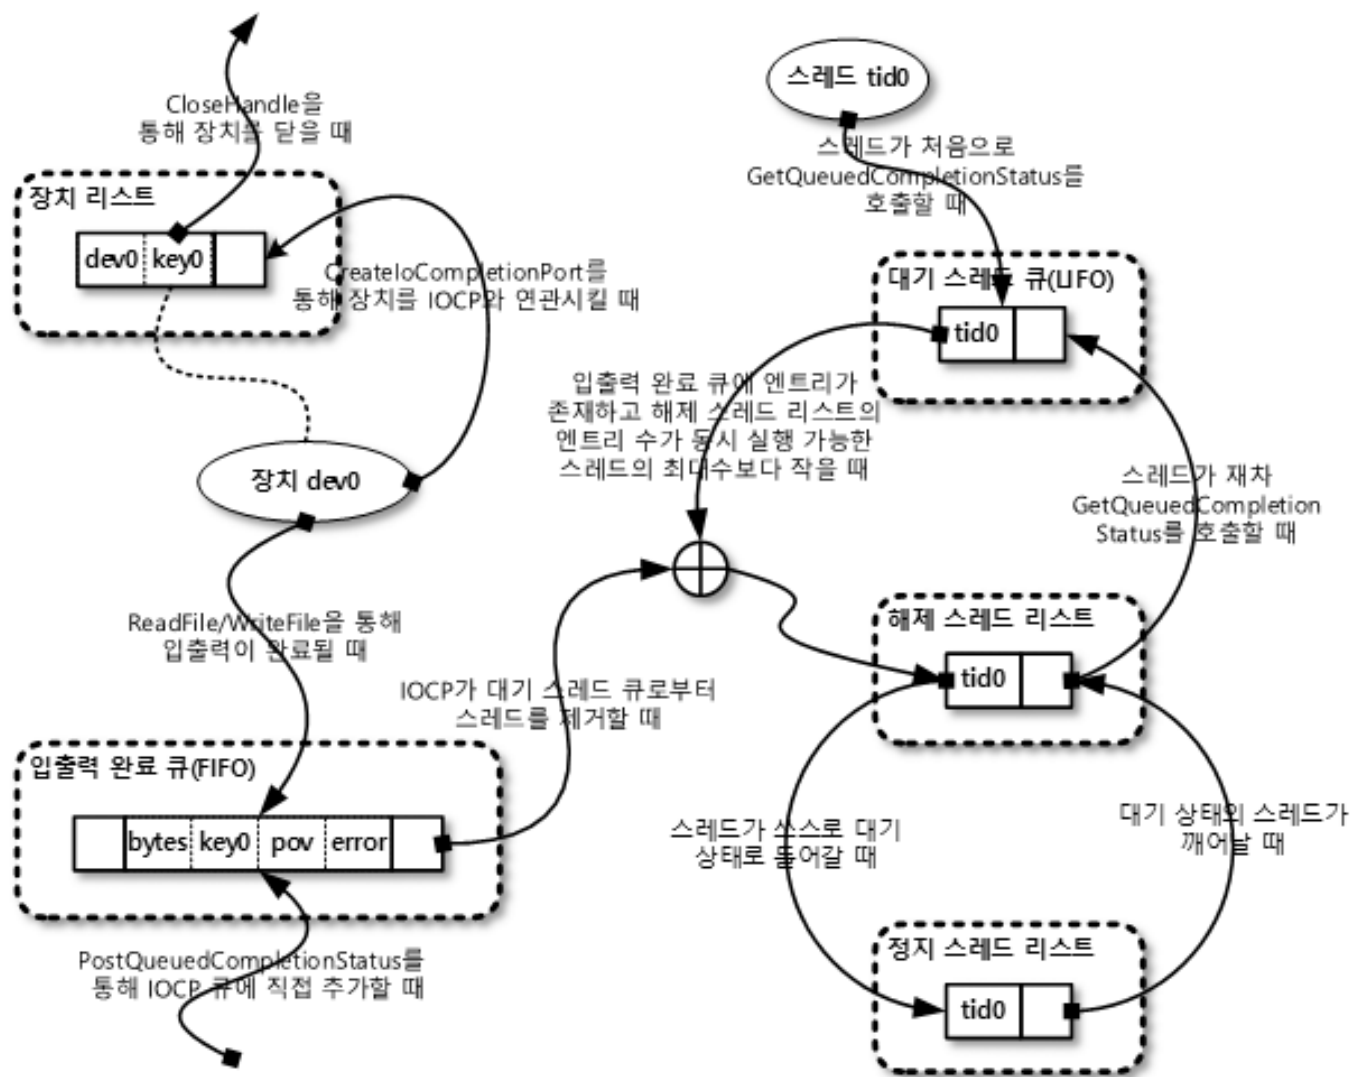 CloseHandle을
통해 장치를 닫을 때
장치 리스트
dev0 key0
CreateIoCompletionPort를
통해 장치를 IOCP와 연관시킬 때
장치 dev0
ReadFile/WriteFile을 통해
입출력이 완료될 때
입출력 완료 큐(FIFO)
bytes key0 pov error
PostQueuedCompletionStatus를
통해 IOCP 큐에 직접 추가할 때
IOCP가 대기 스레드 큐로부터
스레드를 제거할 때
입출력 완료 큐에 엔트리가
존재하고 해제 스레드 리스트의
엔트리 수가 동시 실행 가능한
스레드의 최대수보다 작을 때
스레드 tid0
스레드가 처음으로
GetQueuedCompletionStatus를
호출할 때
대기 스레드 큐(LIFO)
tid0
스레드가 재차
GetQueuedCompletion
Status를 호출할 때
해제 스레드 리스트
tid0
스레드가 스스로 대기
상태로 들어갈 때
대기 상태의 스레드가
깨어날 때
정지 스레드 리스트
tid0